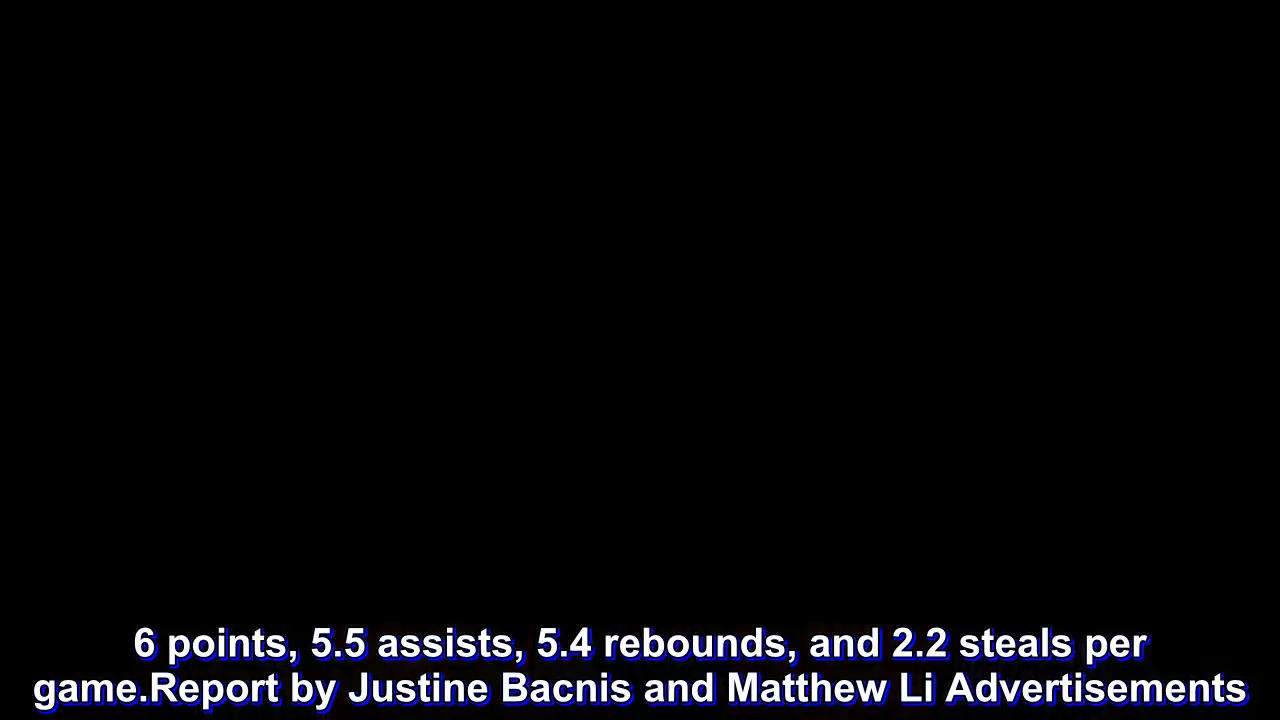 6 points, 5.5 assists, 5.4 rebounds, and 2.2 steals per
game.Report by Justine Bacnis and Matthew Li Advertisements